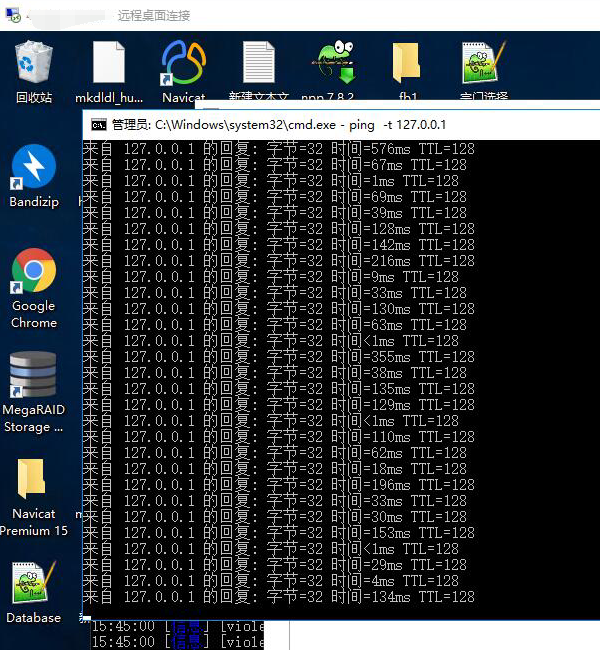 远程桌面连接
回收站
mkdldl_hu...
Navicat
新建文本文
npp.7.8.2
fb1
宗门选择
管理员: C:\Windows\system32\cmd.exe - ping  -t 127.0.0.1
来自 127.0.0.1 的回复: 字节=32 时间=576ms TTL=128
来自 127.0.0.1 的回复: 字节=32 时间=67ms TTL=128
来自 127.0.0.1 的回复: 字节=32 时间=1ms TTL=128
来自 127.0.0.1 的回复: 字节=32 时间=69ms TTL=128
来自 127.0.0.1 的回复: 字节=32 时间=39ms TTL=128
来自 127.0.0.1 的回复: 字节=32 时间=128ms TTL=128
来自 127.0.0.1 的回复: 字节=32 时间=142ms TTL=128
来自 127.0.0.1 的回复: 字节=32 时间=216ms TTL=128
来自 127.0.0.1 的回复: 字节=32 时间=9ms TTL=128
来自 127.0.0.1 的回复: 字节=32 时间=33ms TTL=128
来自 127.0.0.1 的回复: 字节=32 时间=130ms TTL=128
来自 127.0.0.1 的回复: 字节=32 时间=63ms TTL=128
来自 127.0.0.1 的回复: 字节=32 时间<1ms TTL=128
来自 127.0.0.1 的回复: 字节=32 时间=355ms TTL=128
来自 127.0.0.1 的回复: 字节=32 时间=38ms TTL=128
来自 127.0.0.1 的回复: 字节=32 时间=135ms TTL=128
来自 127.0.0.1 的回复: 字节=32 时间=129ms TTL=128
来自 127.0.0.1 的回复: 字节=32 时间<1ms TTL=128
来自 127.0.0.1 的回复: 字节=32 时间=110ms TTL=128
来自 127.0.0.1 的回复: 字节=32 时间=62ms TTL=128
来自 127.0.0.1 的回复: 字节=32 时间=18ms TTL=128
来自 127.0.0.1 的回复: 字节=32 时间=196ms TTL=128
来自 127.0.0.1 的回复: 字节=32 时间=33ms TTL=128
来自 127.0.0.1 的回复: 字节=32 时间=30ms TTL=128
来自 127.0.0.1 的回复: 字节=32 时间=153ms TTL=128
来自 127.0.0.1 的回复: 字节=32 时间<1ms TTL=128
来自 127.0.0.1 的回复: 字节=32 时间=29ms TTL=128
来自 127.0.0.1 的回复: 字节=32 时间=4ms TTL=128
来自 127.0.0.1 的回复: 字节=32 时间=134ms TTL=128
Bandizip
Google
Chrome
MegaRAID
Storage ...
Navicat
Premium 15
Database
15:45:00 [信息] [viole
15:45:00 [信息] [viole